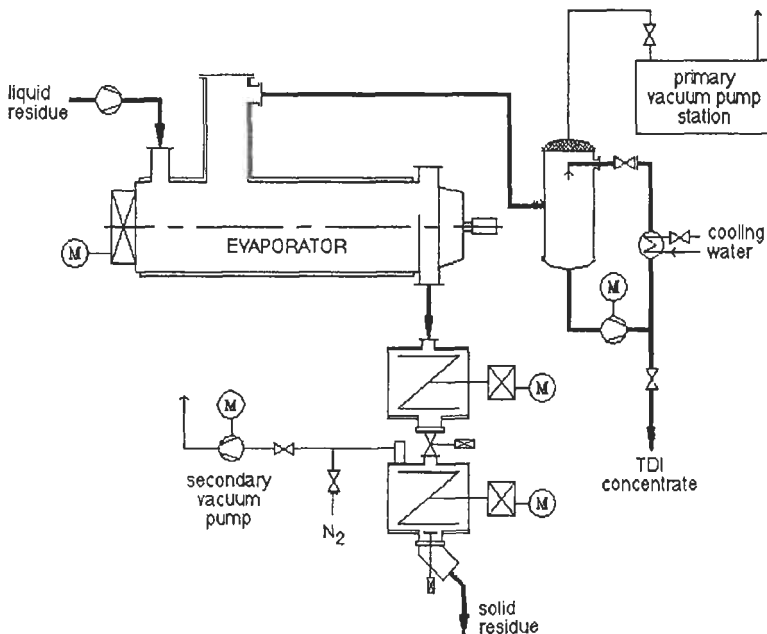 liquid
residue
primary
vacuum pump
station
M
EVAPORATOR
cooling
water
M
M
M
secondary
vacuum
pump
N2
M
TDI
concentrate
solid
residue